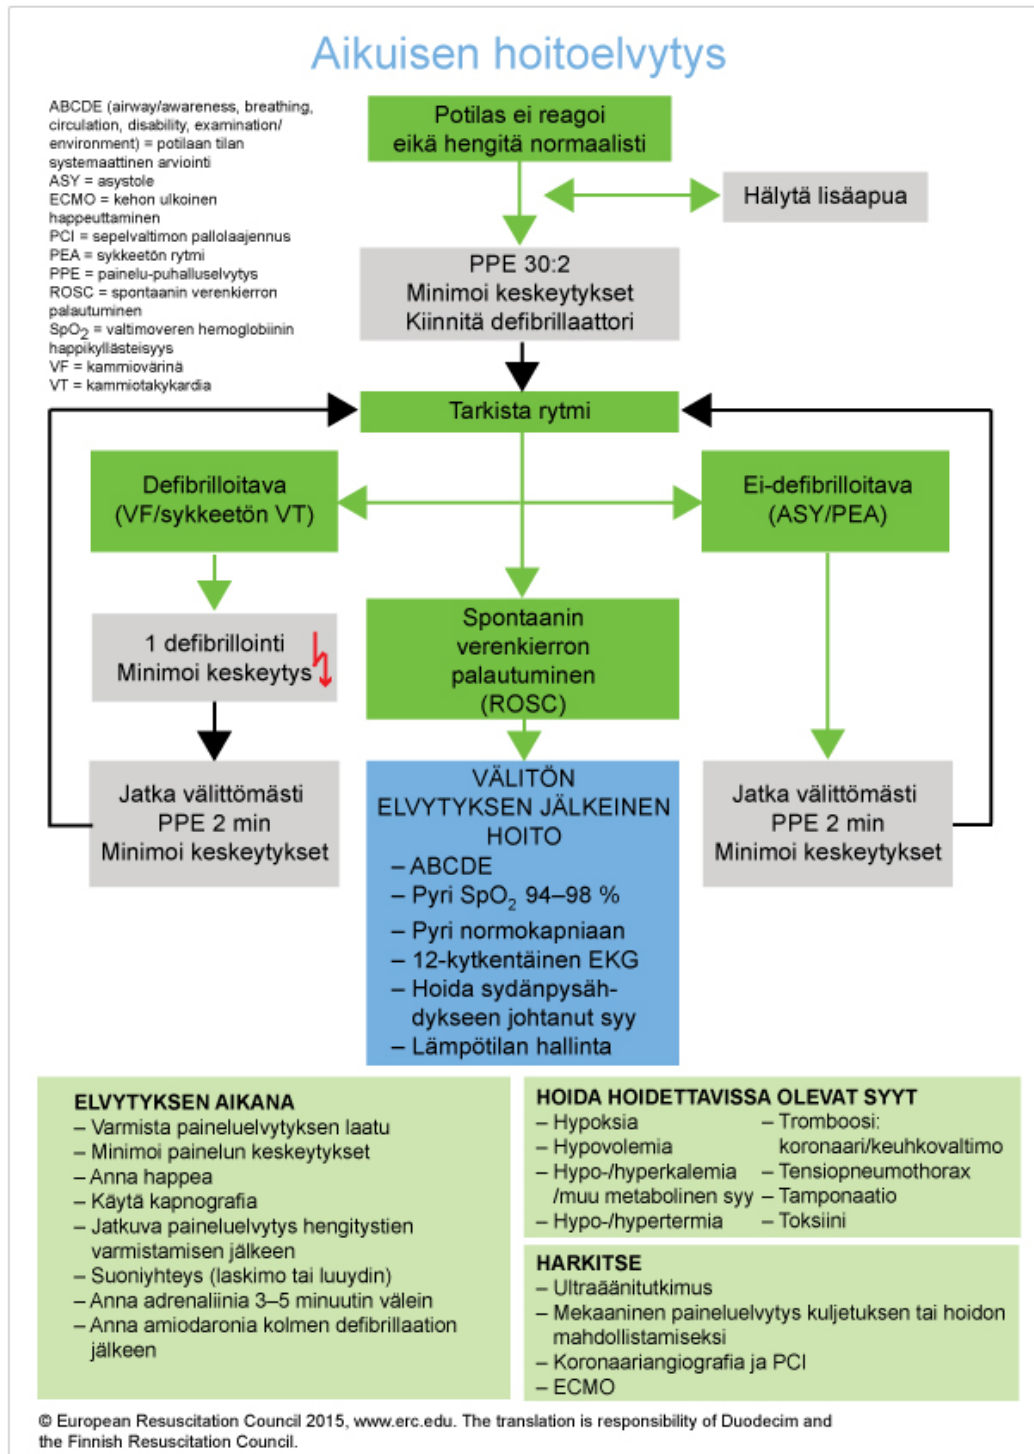 Aikuisen hoitoelvytys
ABCDE (airway/awareness, breathing,
circulation, disability, examination/
environment) = potilaan tilan
systemaattinen arviointi
ASY = asystole
ECMO = kehon ulkoinen
happeuttaminen
PCI = sepelvaltimon pallolaajennus
PEA = sykkeetön rytmi
PPE = painelu-puhalluselvytys
ROSC = spontaanin verenkierron
palautuminen
SpO₂ = valtimoveren hemoglobiinin
happikyllästeisyys
VF = kammiovärinä
VT = kammiotakykardia
Potilas ei reagoi
eikä hengitä normaalisti
Hälytä lisäapua
PPE 30:2
Minimoi keskeytykset
Kiinnitä defibrillaattori
Tarkista rytmi
Defibrilloitava
(VF/sykkeetön VT)
Ei-defibrilloitava
(ASY/PEA)
1 defibrillointi
Minimoi keskeytys
Spontaanin
verenkierron
palautuminen
(ROSC)
Jatka välittömästi
PPE 2 min
Minimoi keskeytykset
VÄLITÖN
ELVYTYKSEN JÄLKEINEN
HOITO
– ABCDE
– Pyri SpO₂ 94–98 %
– Pyri normokapniaan
– 12-kytkentäinen EKG
– Hoida sydänpysäh-
dykseen johtanut syy
– Lämpötilan hallinta
Jatka välittömästi
PPE 2 min
Minimoi keskeytykset
ELVYTYKSEN AIKANA
– Varmista paineluelvytyksen laatu
– Minimoi painelun keskeytykset
– Anna happea
– Käytä kapnografia
– Jatkuva paineluelvytys hengitystien
varmistamisen jälkeen
– Suoniyhteys (laskimo tai luuydin)
– Anna adrenaliinia 3–5 minuutin välein
– Anna amiodaronia kolmen defibrillaation
jälkeen
HOIDA HOIDETTAVISSA OLEVAT SYYT
– Hypoksia
– Hypovolemia
– Hypo-/hyperkalemia
/muu metabolinen syy
– Hypo-/hypertermia
– Tromboosi:
koronaari/keuhkovaltimo
– Tensiopneumothorax
– Tamponaatio
– Toksiini
HARKITSE
– Ultraäänitutkimus
– Mekaaninen paineluelvytys kuljetuksen tai hoidon
mahdollistamiseksi
– Koronaariangiografia ja PCI
– ECMO
© European Resuscitation Council 2015, www.erc.edu. The translation is responsibility of Duodecim and
the Finnish Resuscitation Council.